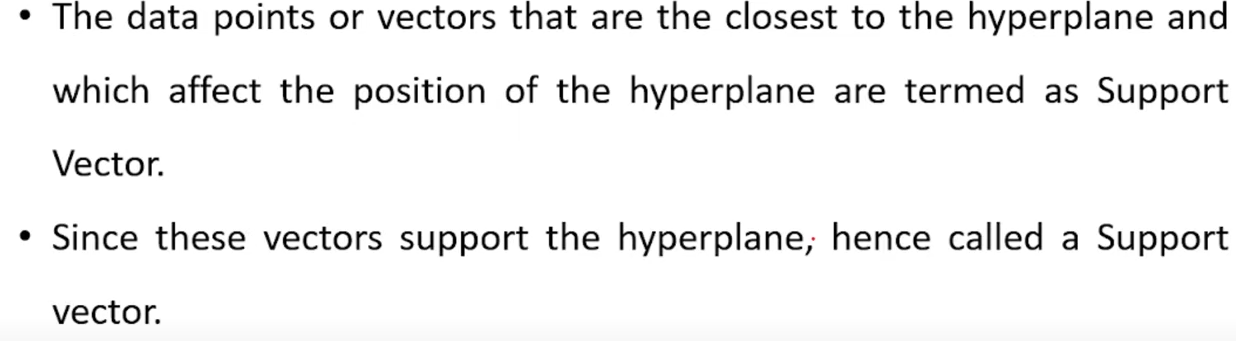 • The data points or vectors that are the closest to the hyperplane and
which affect the position of the hyperplane are termed as Support
Vector.
• Since these vectors support the hyperplane, hence called a Support
vector.